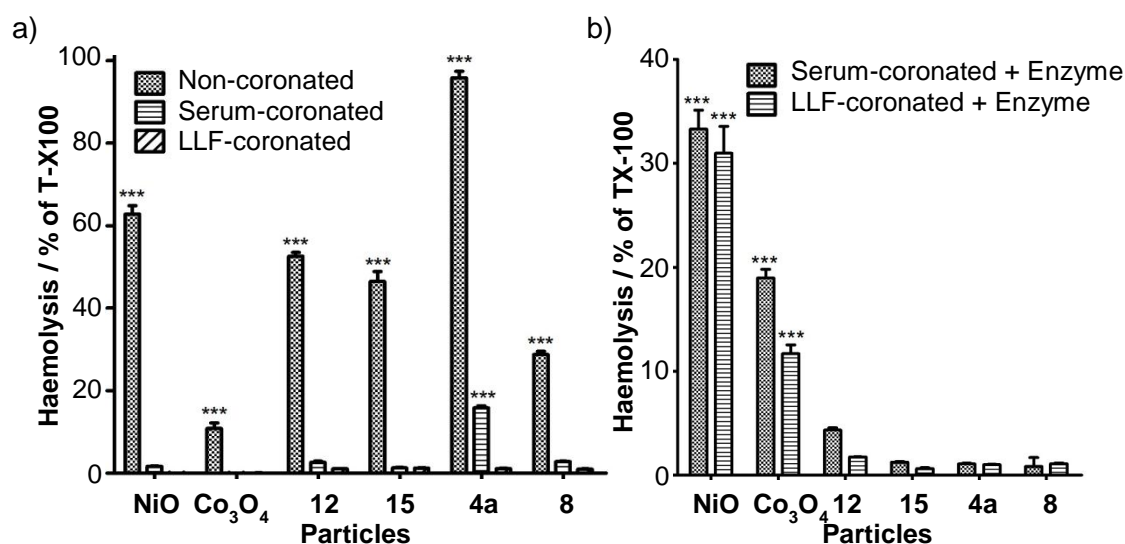 a)
Haemolysis / % of T-X100
100
80
60
40
20
0
Non-coronated
Serum-coronated
LLF-coronated
***
***
***
***
***
***
***
NiO Co3O4 12 15 4a 8
Particles
b)
Haemolysis / % of TX-100
40
30
20
10
0
Serum-coronated + Enzyme
LLF-coronated + Enzyme
***
***
***
***
NiO Co3O4 12 15 4a 8
Particles